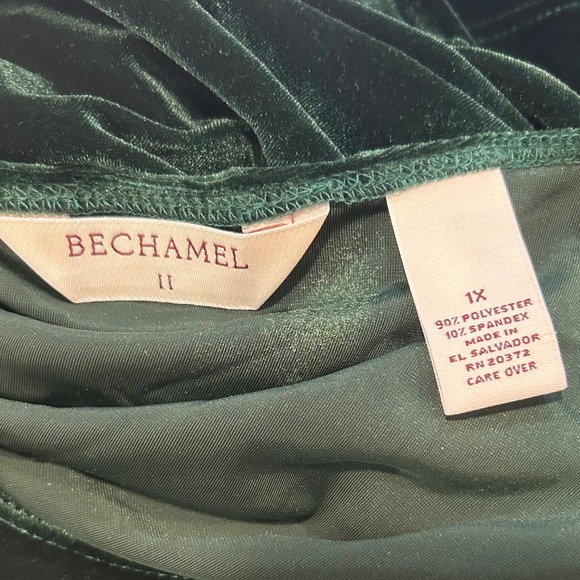 BECHAMEL
II
1X
90% POLYESTER
10% SPANDEX
MADE IN
EL SALVADOR
RN 20372
CARE OVER